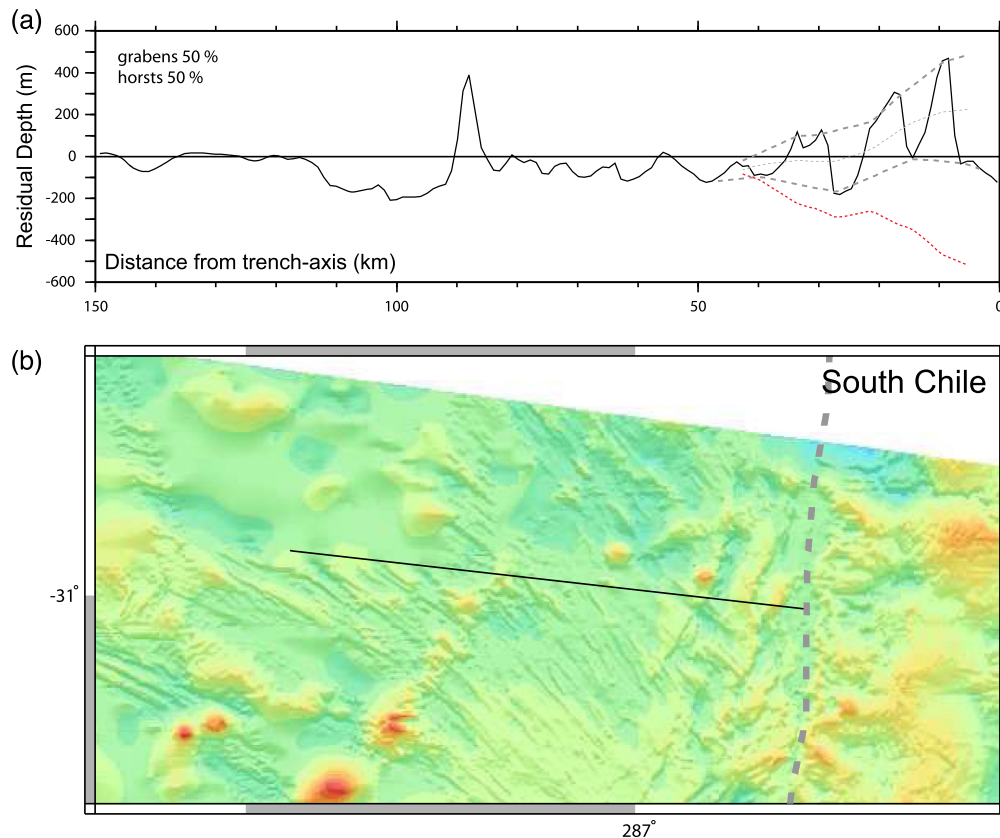 (a)
600
400
200
0
-200
-400
-600
Residual Depth (m)
grabens 50 %
horsts 50 %
Distance from trench-axis (km)
150
100
50
0
(b)
South Chile
-31°
287°